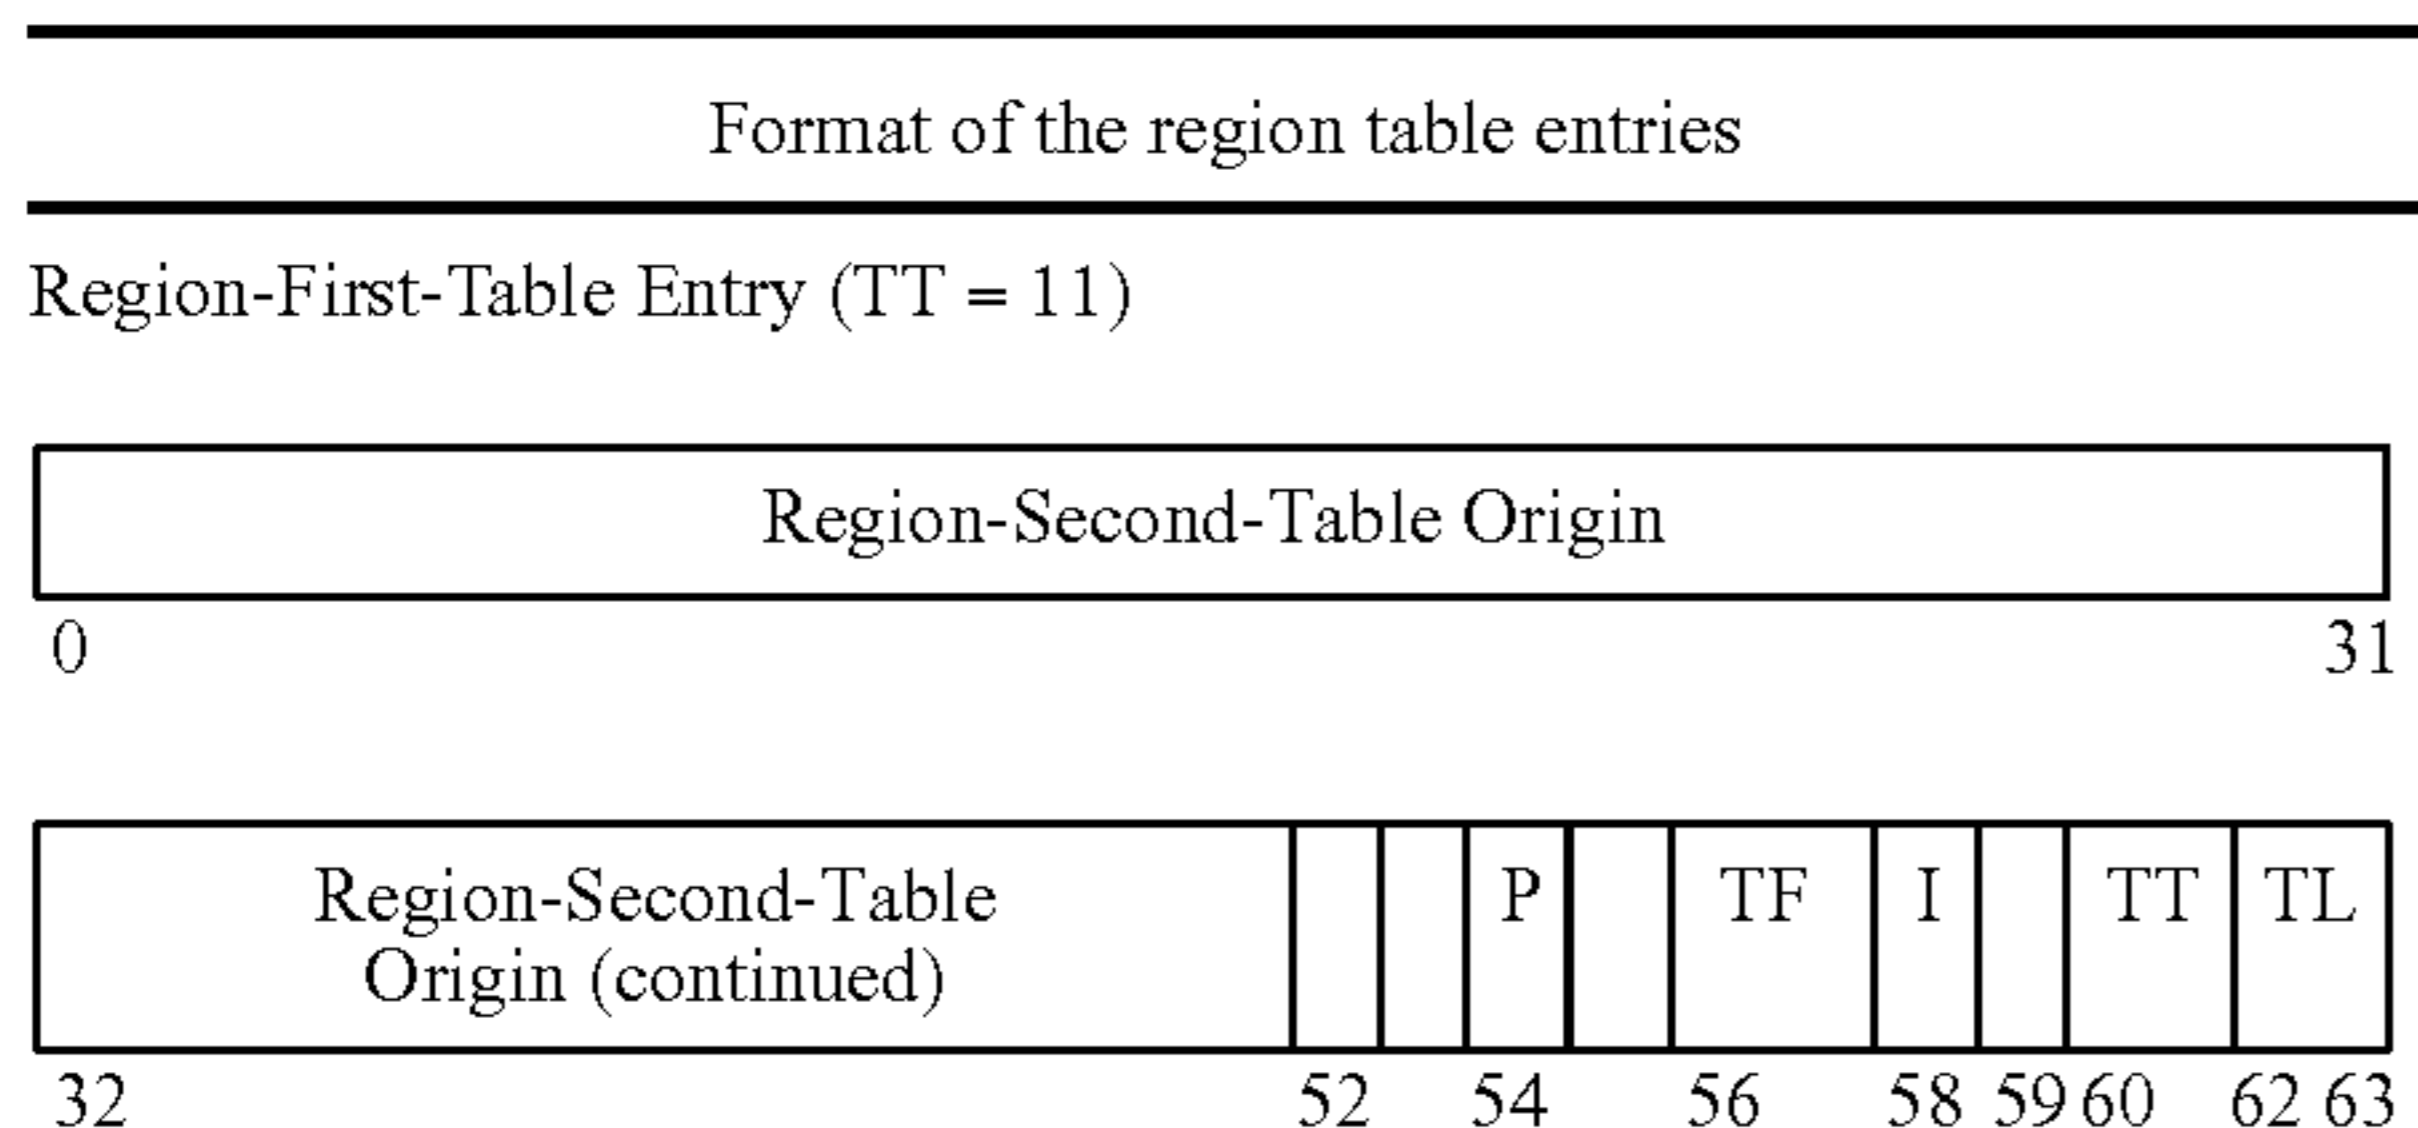 Format of the region table entries
Region-First-Table Entry (TT = 11)
Region-Second-Table Origin
0 31
Region-Second-Table P TF I TT TL
Origin (continued)
32 52 54 56 58 59 60 62 63